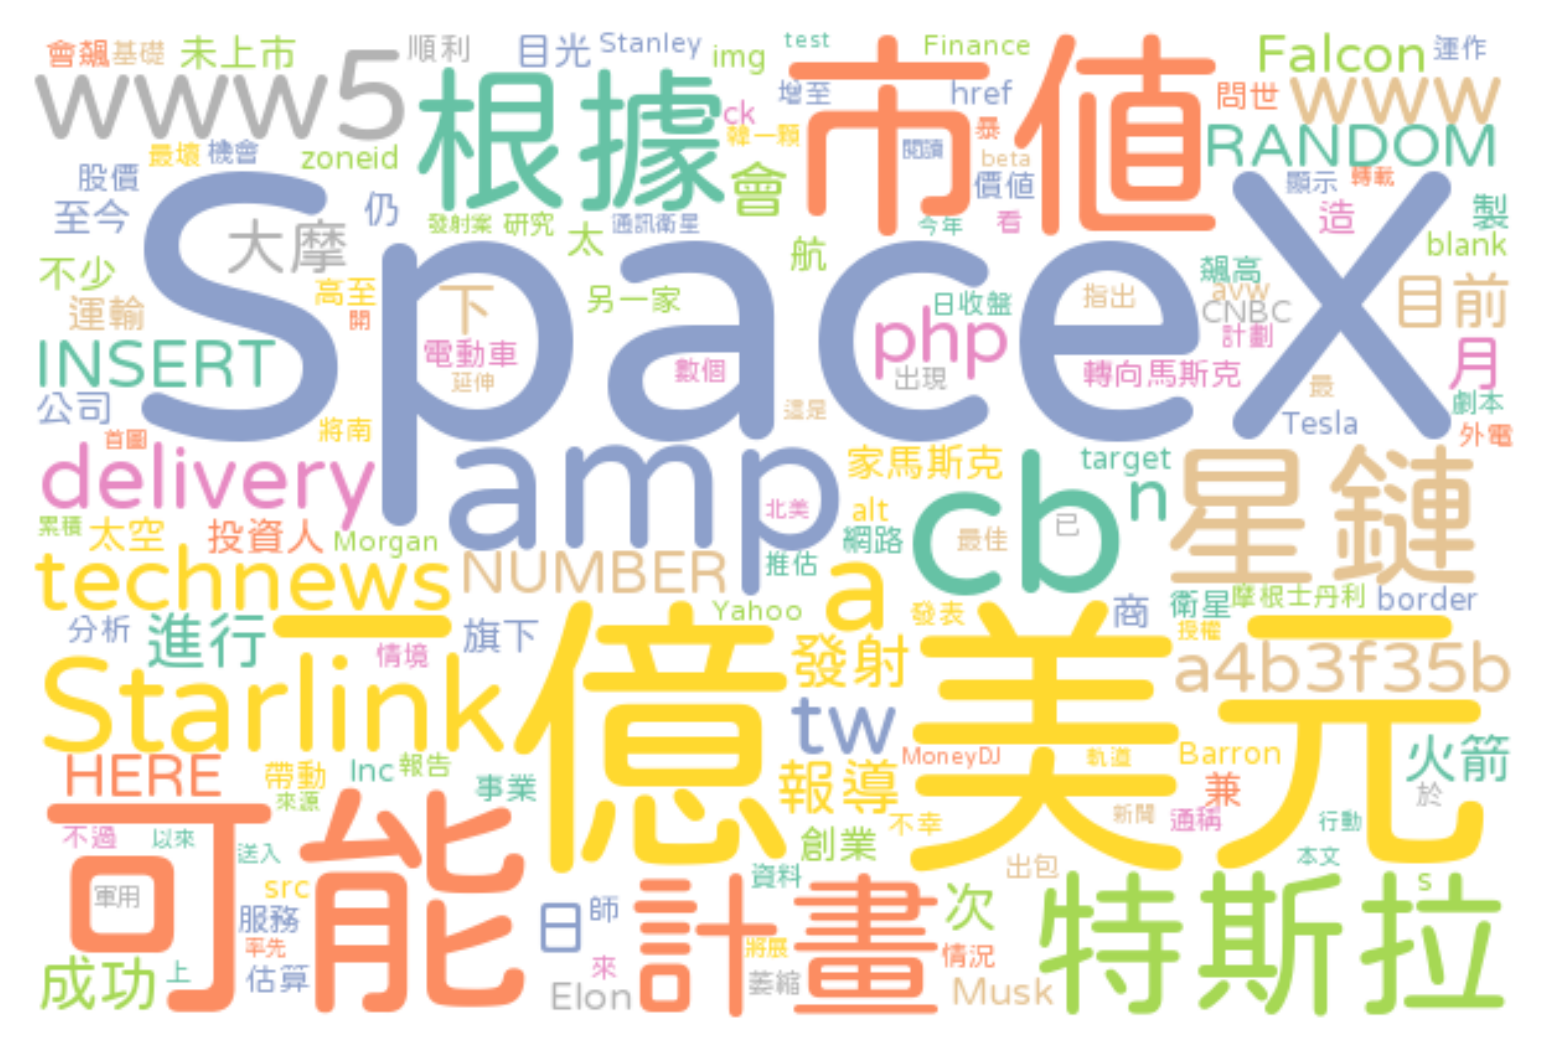 會飆 基礎 未上市 順利 目光 Stanley img test Finance Falcon 運作
www5 根據 ck 增至 市值 href 問世 www
最壞 機會 zoneid 韓一顆 閱讀 暴 beta RANDOM
股價 會 價值 顯示 轉載
至今 仍 發射案 研究 通訊衛星 今年 看 造 製
大摩 太 航 blank
不少 SpaceX 飆高
運輸 高至 下 另一家 日收盤 指出 avw 目前
開 php CNBC
INSERT 電動車 數個 出現 計劃 月
延伸 轉向馬斯克 最
公司 將南 這是 Tesla 劇本
首圖 外電
delivery amp 家馬斯克 cb target n 星鏈
累積 太空 投資人 Morgan 北美 alt 網路 最佳 已
technews NUMBER 推估 a 衛星 摩根士丹利 border
分析 進行 一 旗下 Yahoo 發表 商 授權
情境 億 發射 美元 a4b3f35b
Starlink tw
HERE 帶動 Inc 報告 事業 報導 MoneyDJ 軌道 Barron 火箭
來源 兼 於
不過 以來 可能 創業 不幸 新聞 通稱 行動
送入 出包 本文
軍用 src 資料 s
服務 日 師 計畫 次 特斯拉
率先 將展 情況
成功 上 估算 來 萎縮 Musk
Elon